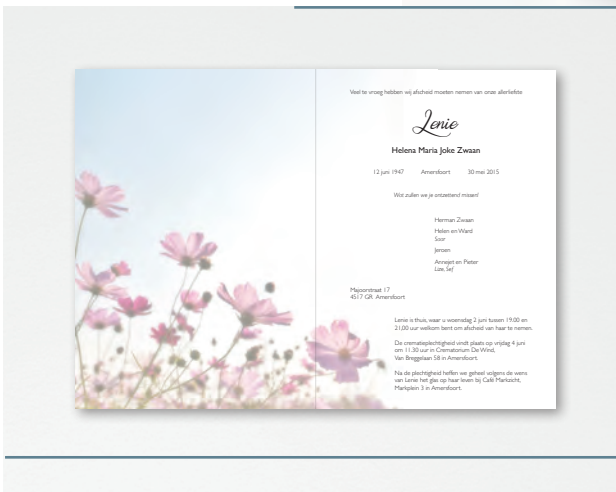 Veel te vroeg hebben wij afscheid moeten nemen van onze allerliefste
Lenie
Helena Maria Joke Zwaan
12 juni 1947 Amersfoort 30 mei 2015
Wat zullen we je ontzettend missen!
Herman Zwaan
Helen en Ward
Saar
Jeroen
Annejet en Pieter
Lize, Sef
Majoorstraat 17
4517 GR Amersfoort
Lenie is thuis, waar u woensdag 2 juni tussen 19.00 en
21,00 uur welkom bent om afscheid van haar te nemen.
De crematieplechtigheid vindt plaats op vrijdag 4 juni
om 11.30 uur in Crematorium De Wind,
Van Breggelaan 58 in Amersfoort.
Na de plechtigheid heffen we geheel volgens de wens
van Lenie het glas op haar leven bij Café Markzicht,
Markplein 3 in Amersfoort.